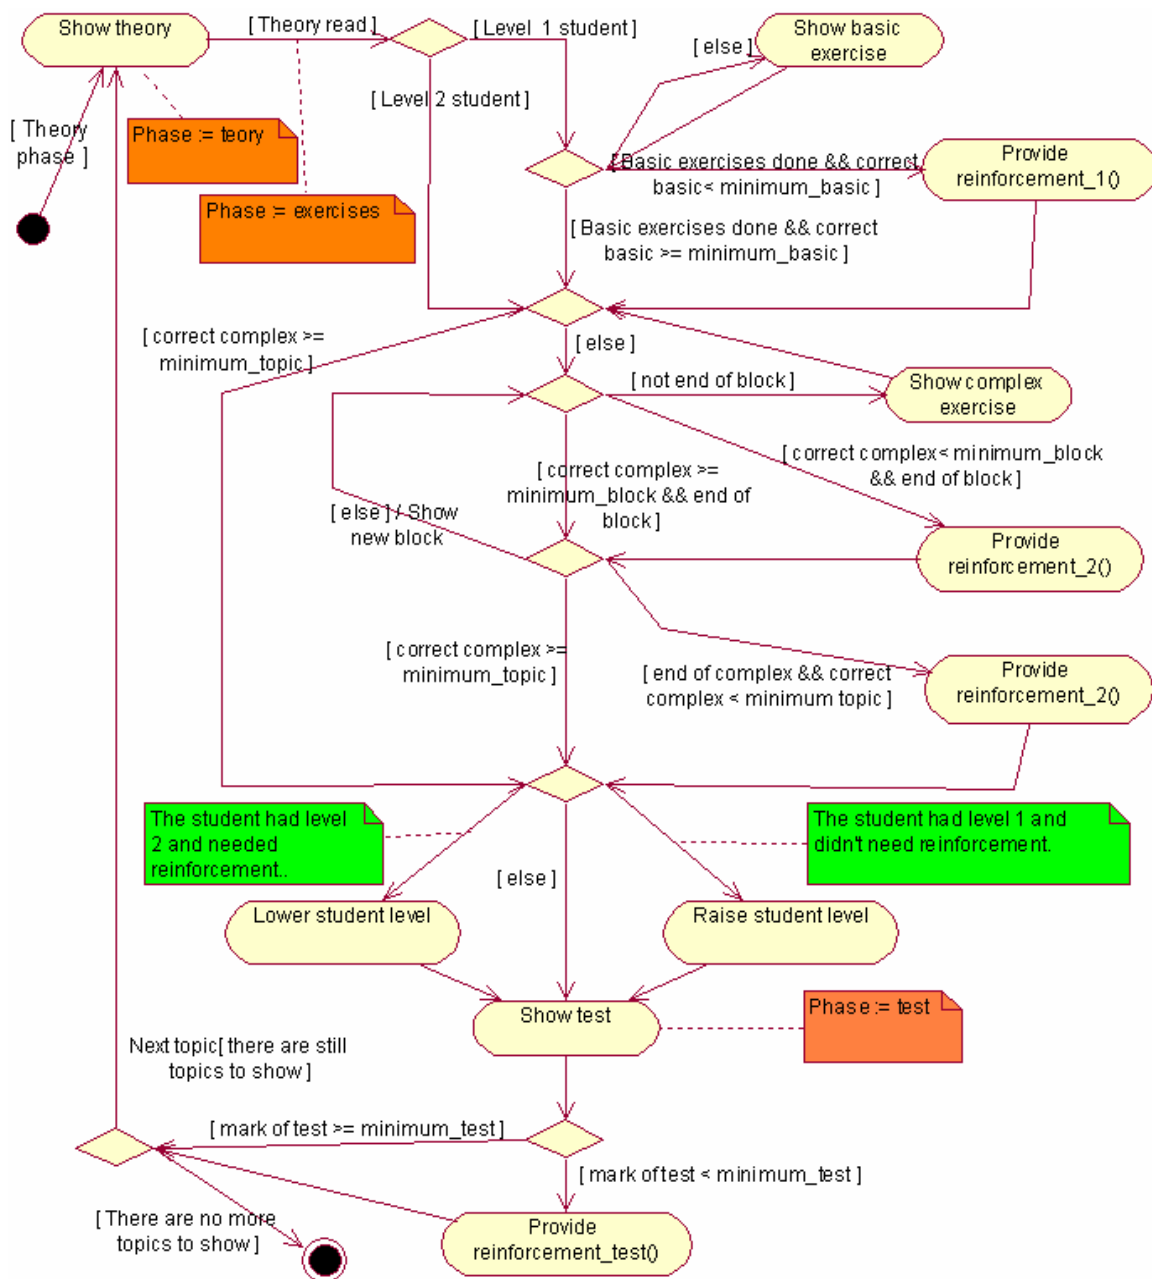 Show theory
[ Theory read ]
[ Level 1 student ]
[ else ]
Show basic
exercise
[ Level 2 student ]
[ Theory
phase ]
Phase := teory
Phase := exercises
[ Basic exercises done && correct
basic< minimum_basic ]
Provide
reinforcement_1()
[ Basic exercises done && correct
basic >= minimum_basic ]
[ correct complex >=
minimum_topic ]
[ else ]
[ not end of block ]
Show complex
exercise
[ correct complex< minimum_block
&& end of block ]
[ correct complex >=
minimum_block && end of
block ]
[ else ] / Show
new block
Provide
reinforcement_2()
[ correct complex >=
minimum_topic ]
[ end of complex && correct
complex < minimum topic ]
Provide
reinforcement_2()
The student had level
2 and needed
reinforcement..
The student had level 1 and
didn't need reinforcement.
[ else ]
Lower student level
Raise student level
Show test
Phase := test
Next topic[ there are still
topics to show ]
[ mark of test >= minimum_test ]
[ mark of test < minimum_test ]
[ There are no more
topics to show ]
Provide
reinforcement_test()